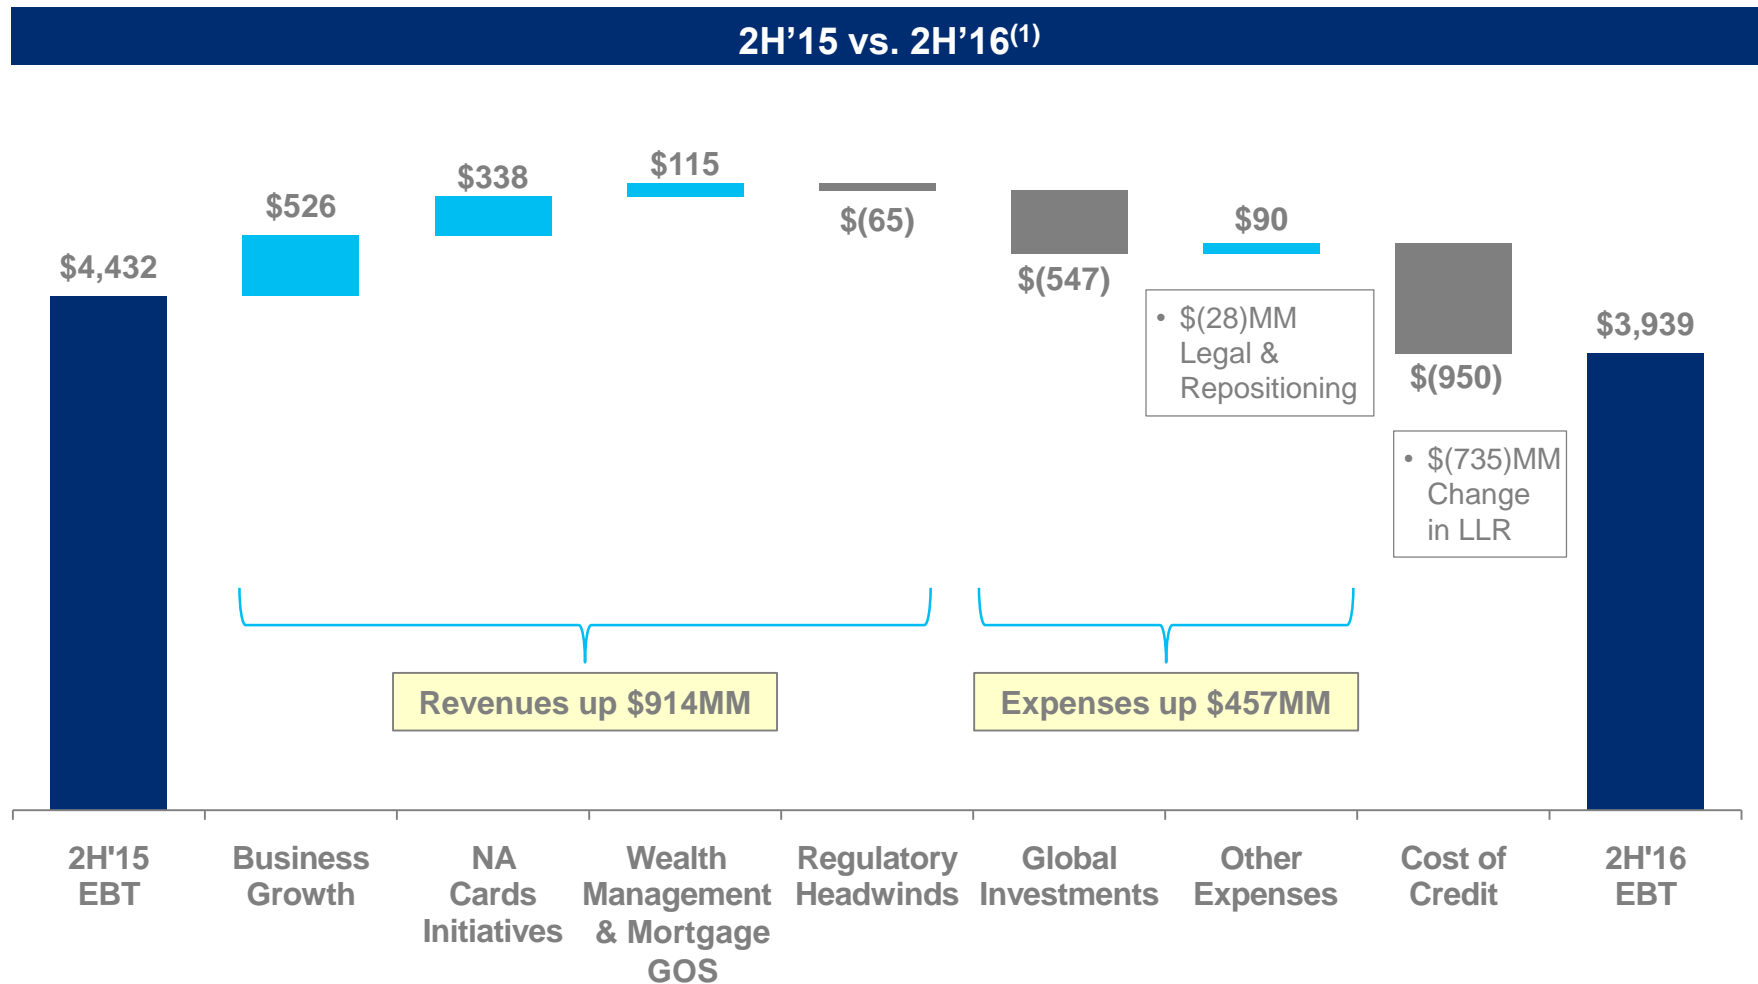 2H’15 vs. 2H’16(1)
$4,432
$526
$338
$115
$(65)
$(547)
$90
• $(28)MM
Legal &
Repositioning
$(950)
• $(735)MM
Change
in LLR
$3,939
Revenues up $914MM
Expenses up $457MM
2H'15
EBT
Business
Growth
NA
Cards
Initiatives
Wealth
Management
& Mortgage
GOS
Regulatory
Headwinds
Global
Investments
Other
Expenses
Cost of
Credit
2H'16
EBT